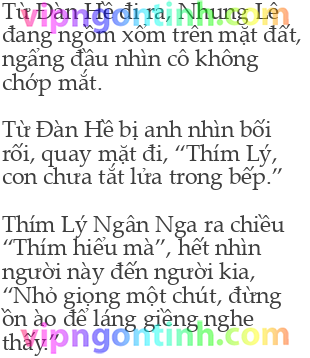 Từ Đàn Hề đi ra, Nhung Lê
vipngontinh.com
đang ngồm xổm trên mặt đất,
ngẩng đầu nhìn cô không
chớp mắt.
Từ Đàn Hề bị anh nhìn bối
rối, quay mặt đi, “Thím Lý,
con chưa tắt lửa trong bếp.”
Thím Lý Ngân Nga ra chiều
“Thím hiểu mà”, hết nhìn
người này đến người kia,
“Nhỏ giọng một chút, đừng
ồn ào để láng giềng nghe
thấy.”
vipngontinh.com